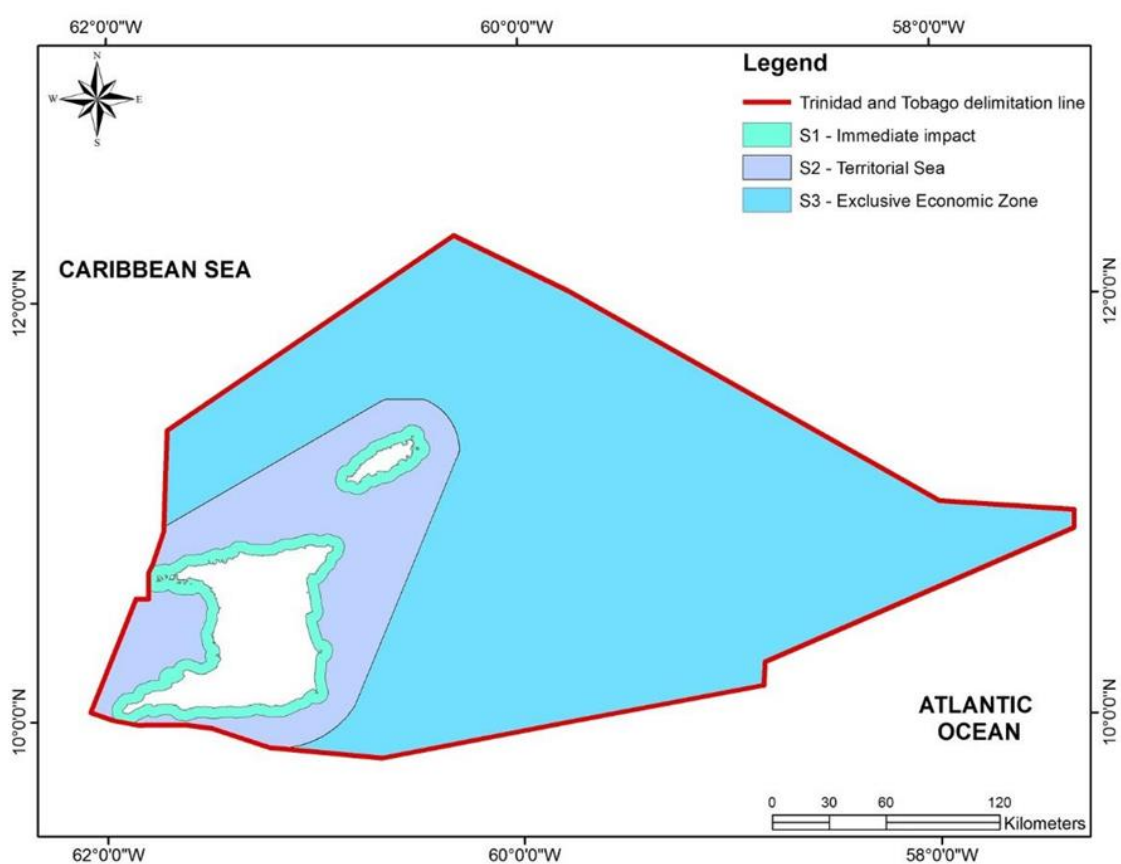 62°0'0"W 60°0'0"W 58°0'0"W
N
W E
S
Legend
Trinidad and Tobago delimitation line
S1 - Immediate impact
S2 - Territorial Sea
S3 - Exclusive Economic Zone
CARIBBEAN SEA
12°0'0"N 12°0'0"N
10°0'0"N 10°0'0"N
ATLANTIC
OCEAN
0 30 60 120
Kilometers
62°0'0"W 60°0'0"W 58°0'0"W